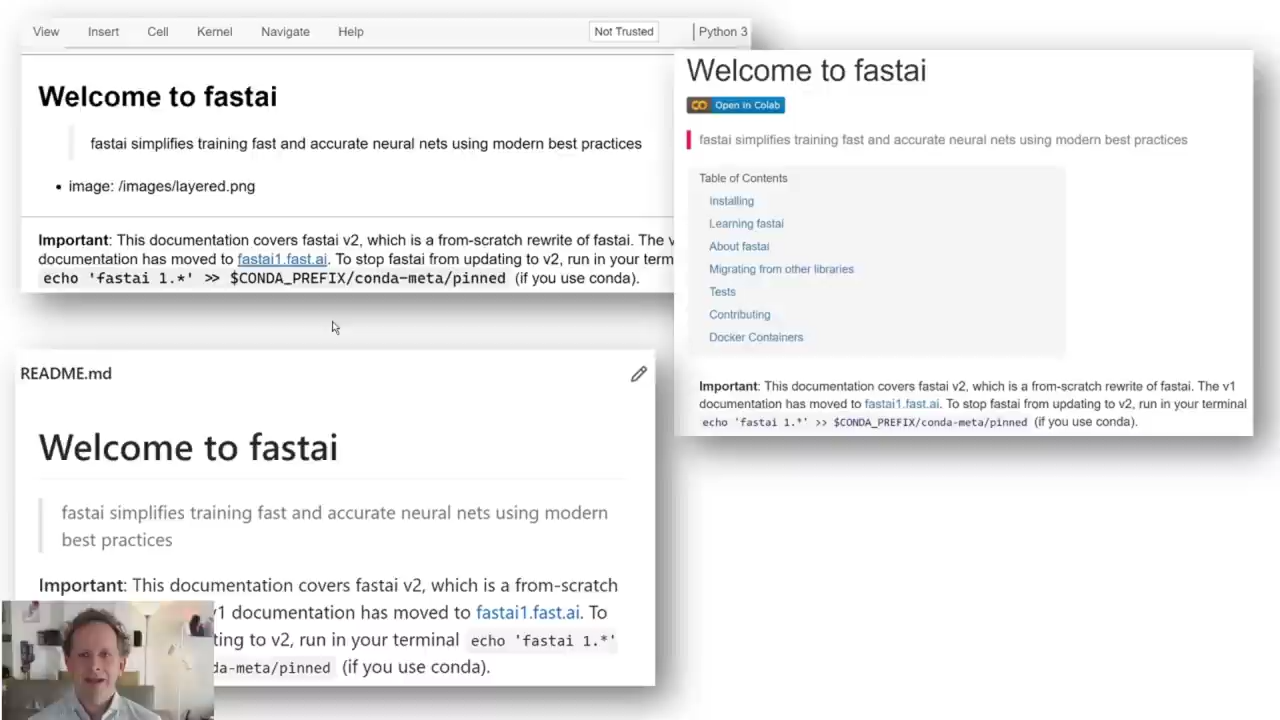 View Insert Cell Kernel Navigate Help Not Trusted Python 3
Welcome to fastai
fastai simplifies training fast and accurate neural nets using modern best practices
• image: /images/layered.png
Important: This documentation covers fastai v2, which is a from-scratch rewrite of fastai. The v
documentation has moved to fastai1.fast.ai. To stop fastai from updating to v2, run in your term
echo 'fastai 1.*' >> $CONDA_PREFIX/conda-meta/pinned (if you use conda).
Welcome to fastai
CO Open in Colab
fastai simplifies training fast and accurate neural nets using modern best practices
Table of Contents
Installing
Learning fastai
About fastai
Migrating from other libraries
Tests
Contributing
Docker Containers
Important: This documentation covers fastai v2, which is a from-scratch rewrite of fastai. The v1
documentation has moved to fastai1.fast.ai. To stop fastai from updating to v2, run in your terminal
echo 'fastai 1.*' >> $CONDA_PREFIX/conda-meta/pinned (if you use conda).
README.md
Welcome to fastai
fastai simplifies training fast and accurate neural nets using modern
best practices
Important: This documentation covers fastai v2, which is a from-scratch
v1 documentation has moved to fastai1.fast.ai. To
ting to v2, run in your terminal echo 'fastai 1.*'
da-meta/pinned (if you use conda).